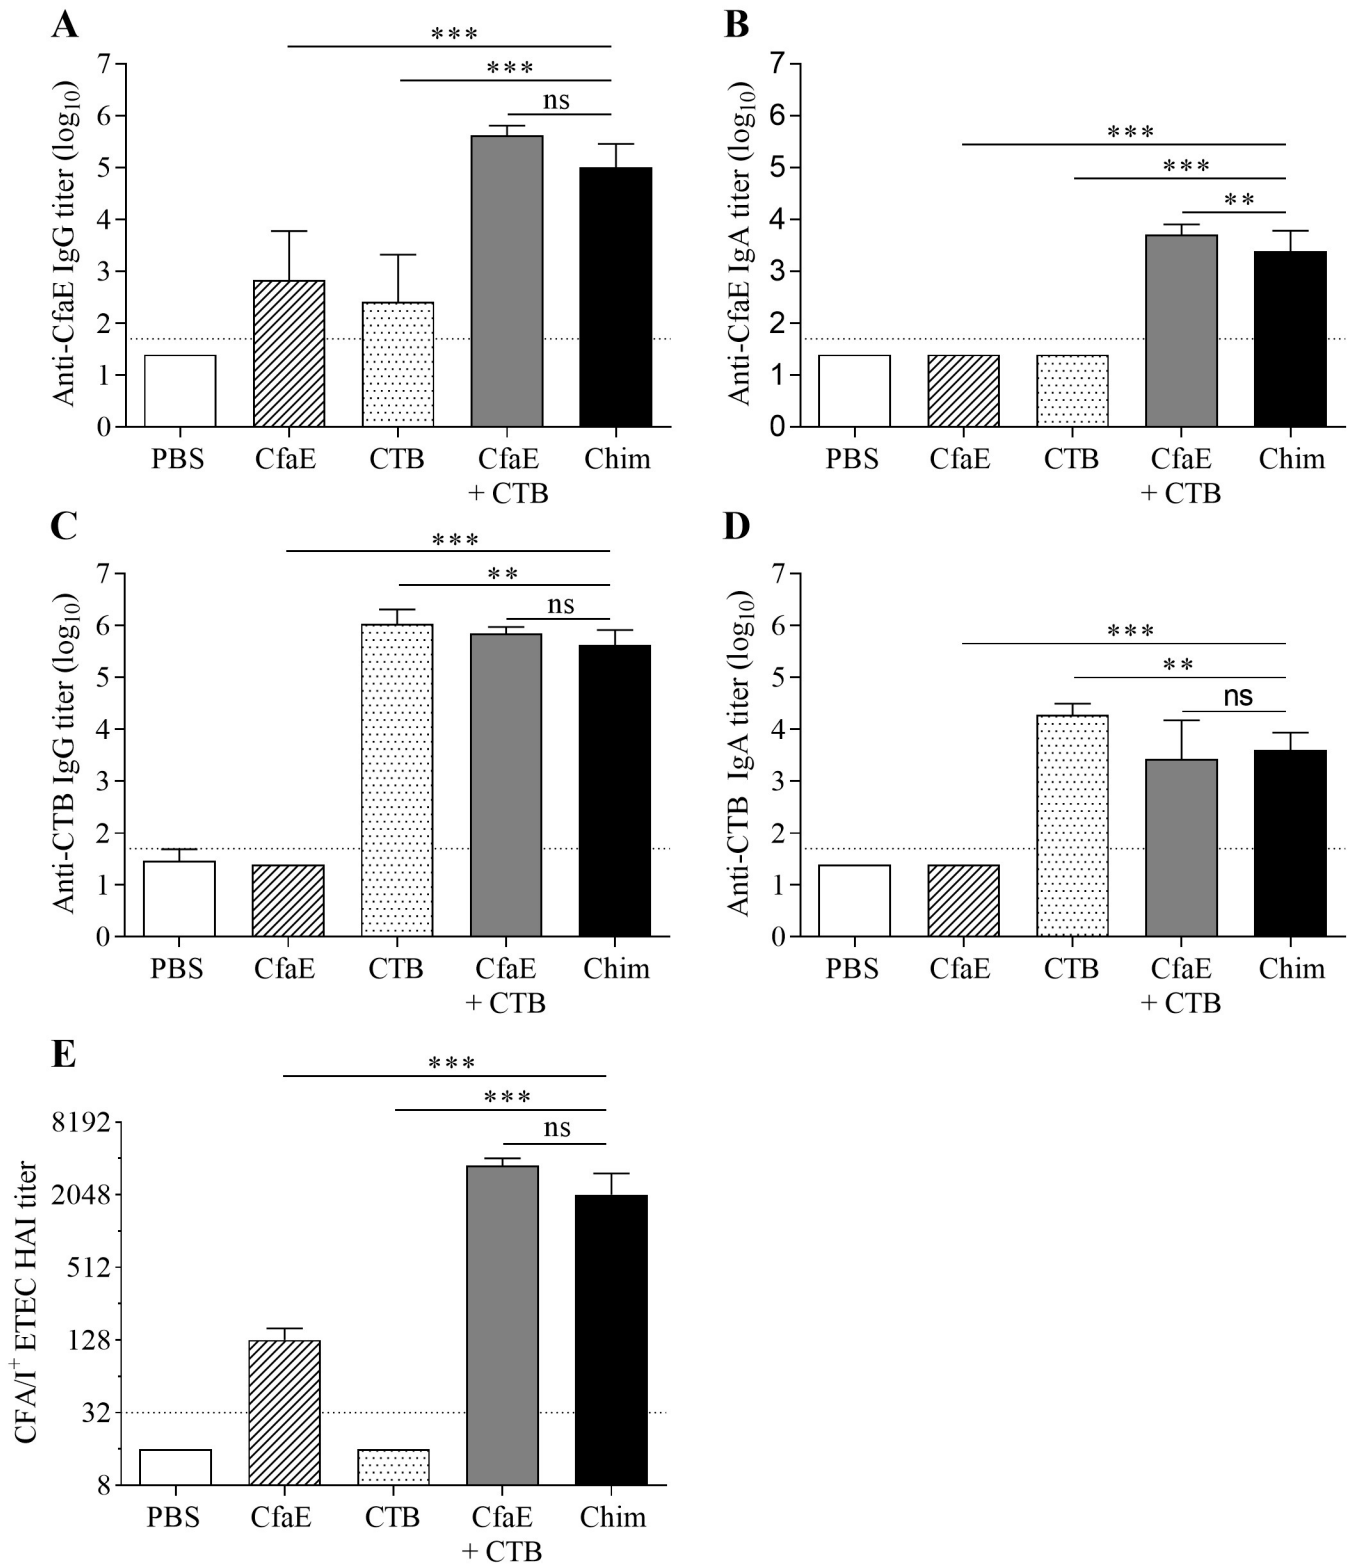 A
Anti-CfaE IgG titer (log10)
7
6
5
4
3
2
1
0
***
***
ns
PBS CfaE CTB CfaE Chim
+ CTB
B
Anti-CfaE IgA titer (log10)
7
6
5
4
3
2
1
0
***
***
**
PBS CfaE CTB CfaE Chim
+ CTB
C
Anti-CTB IgG titer (log10)
7
6
5
4
3
2
1
0
***
**
ns
PBS CfaE CTB CfaE Chim
+ CTB
D
Anti-CTB IgA titer (log10)
7
6
5
4
3
2
1
0
***
**
ns
PBS CfaE CTB CfaE Chim
+ CTB
E
CFA/I+ ETEC HAI titer
8192
2048
512
128
32
8
***
***
ns
PBS CfaE CTB CfaE Chim
+ CTB